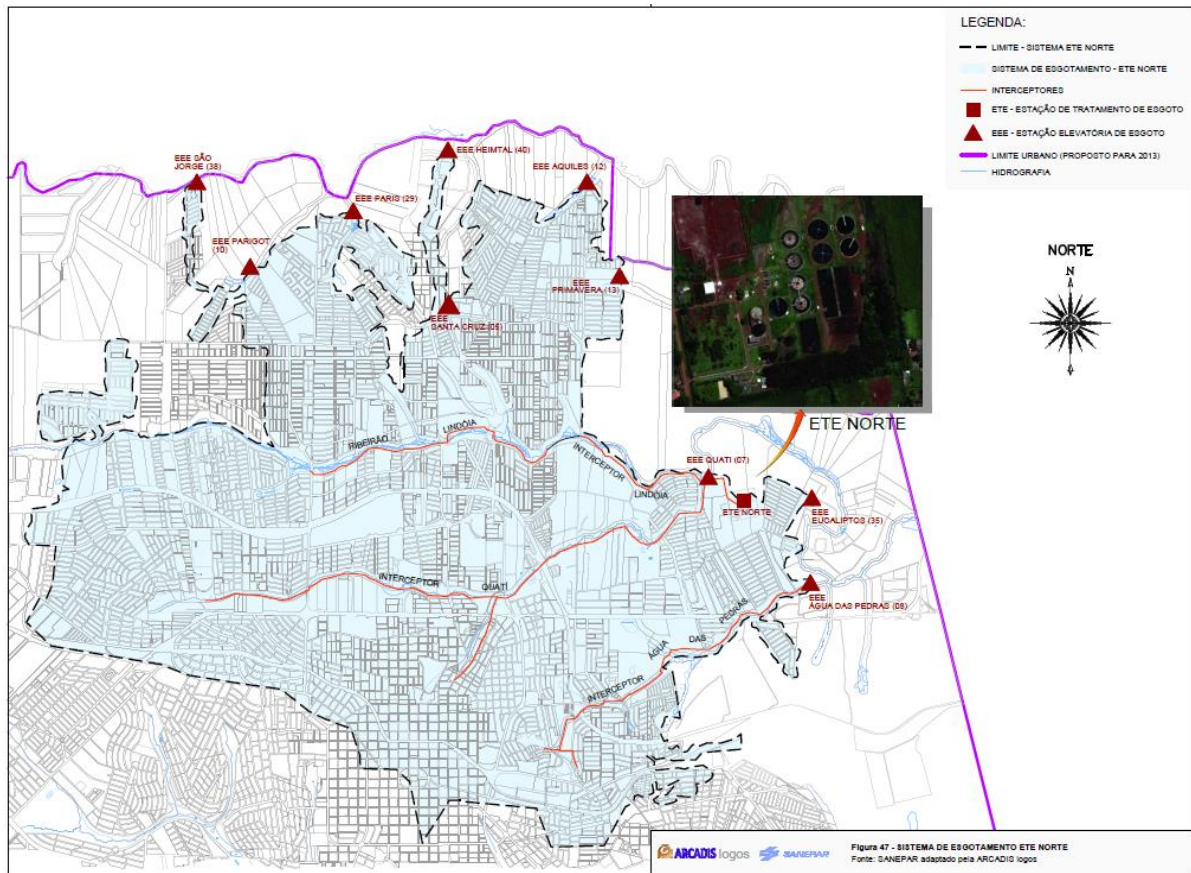 LEGENDA:
LIMITE - SISTEMA ETE NORTE
SISTEMA DE ESGOTAMENTO - ETE NORTE
INTERCEPTORES
ETE - ESTAÇÃO DE TRATAMENTO DE ESGOTO
EEE - ESTAÇÃO ELEVATÓRIA DE ESGOTO
LIMITE URBANO (PROPOSTO PARA 2013)
HIDROGRAFIA
NORTE
N
EEE SÃO
JORGE (38)
EEE HEIMTAL (40)
EEE AQUILES (12)
EEE PARIS (29)
EEE PARIGOT
(10)
EEE
PRIMAVERA (13)
EEE
SANTA CRUZ (05)
ETE NORTE
RIBEIRÃO
LINDÓIA
INTERCEPTOR
LINDÓIA
EEE QUATI (07)
ETE NORTE
EEE
EUCALIPTOS (35)
INTERCEPTOR
QUATÍ
EEE
ÁGUA DAS PEDRAS (08)
INTERCEPTOR
ÁGUA
DAS
PEDRAS
ARCADIS logos
SANEPAR
Figura 47 - SISTEMA DE ESGOTAMENTO ETE NORTE
Fonte: SANEPAR adaptado pela ARCADIS logos